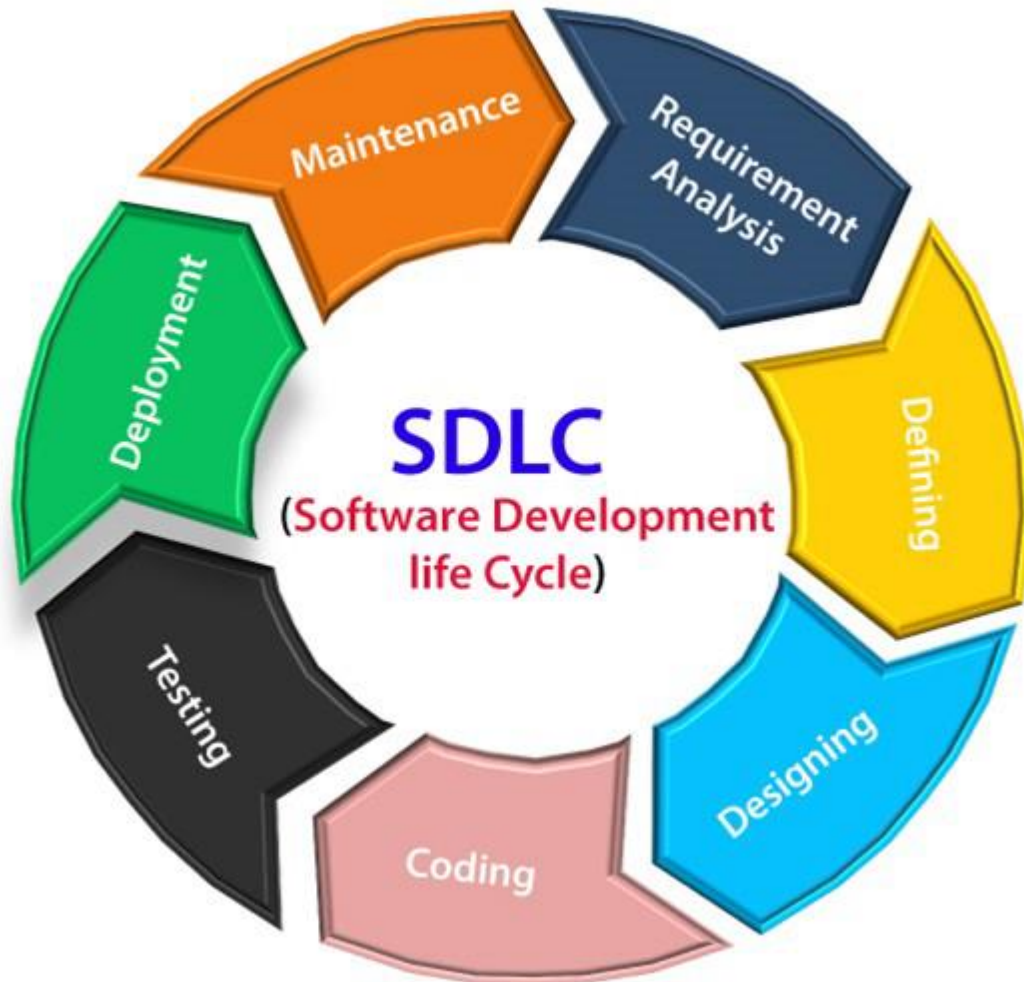 SDLC
(Software Development
life Cycle)
Requirement
Analysis
Defining
Designing
Coding
Testing
Deployment
Maintenance